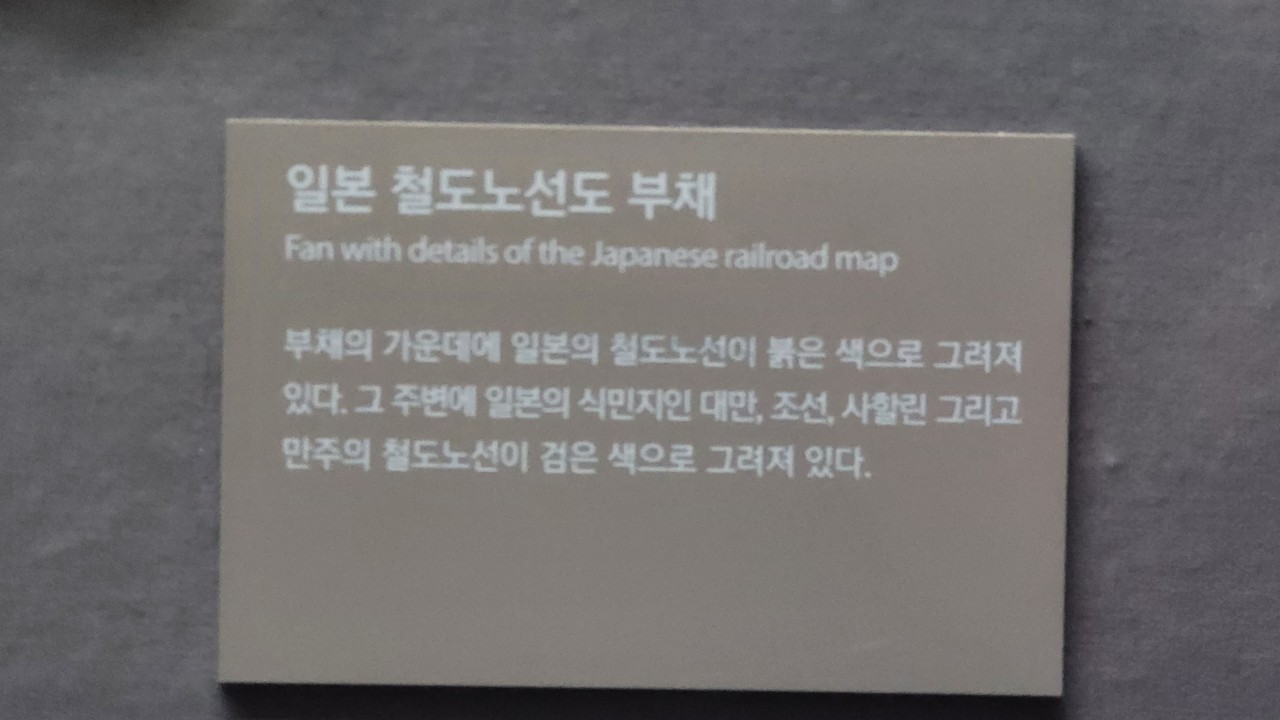 일본 철도노선도 부채
Fan with details of the Japanese railroad map
부채의 가운데에 일본의 철도노선이 붉은 색으로 그려져
있다. 그 주변에 일본의 식민지인 대만, 조선, 사할린 그리고
만주의 철도노선이 검은 색으로 그려져 있다.